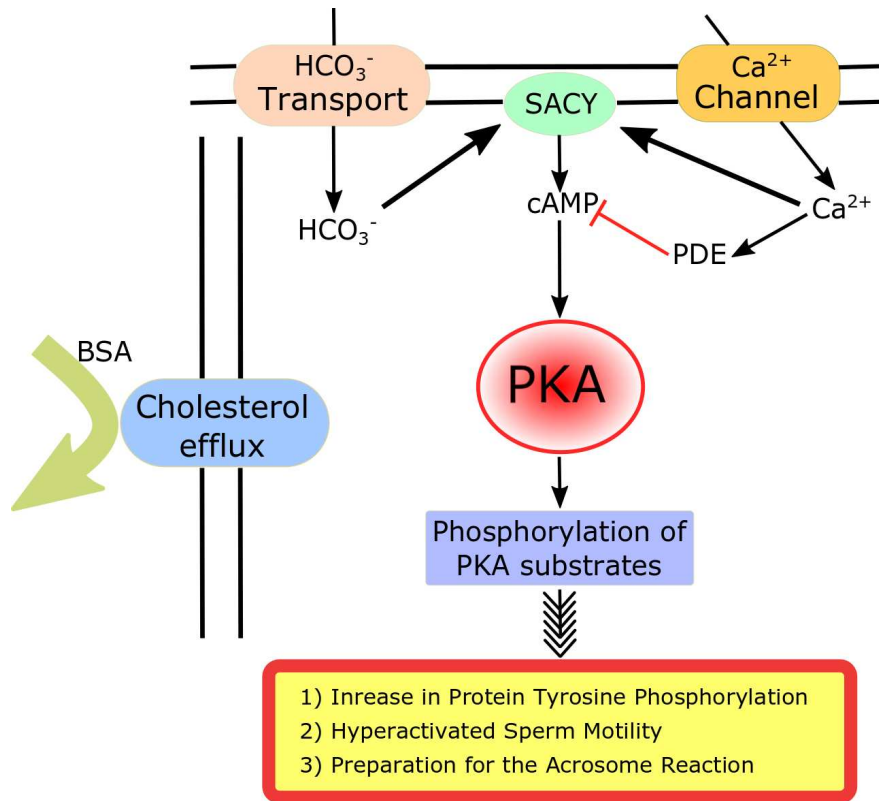 HCO₃⁻
Transport
SACY
Ca²⁺
Channel
HCO₃⁻
cAMP
PDE
Ca²⁺
BSA
Cholesterol
efflux
PKA
Phosphorylation of
PKA substrates
1) Inrease in Protein Tyrosine Phosphorylation
2) Hyperactivated Sperm Motility
3) Preparation for the Acrosome Reaction